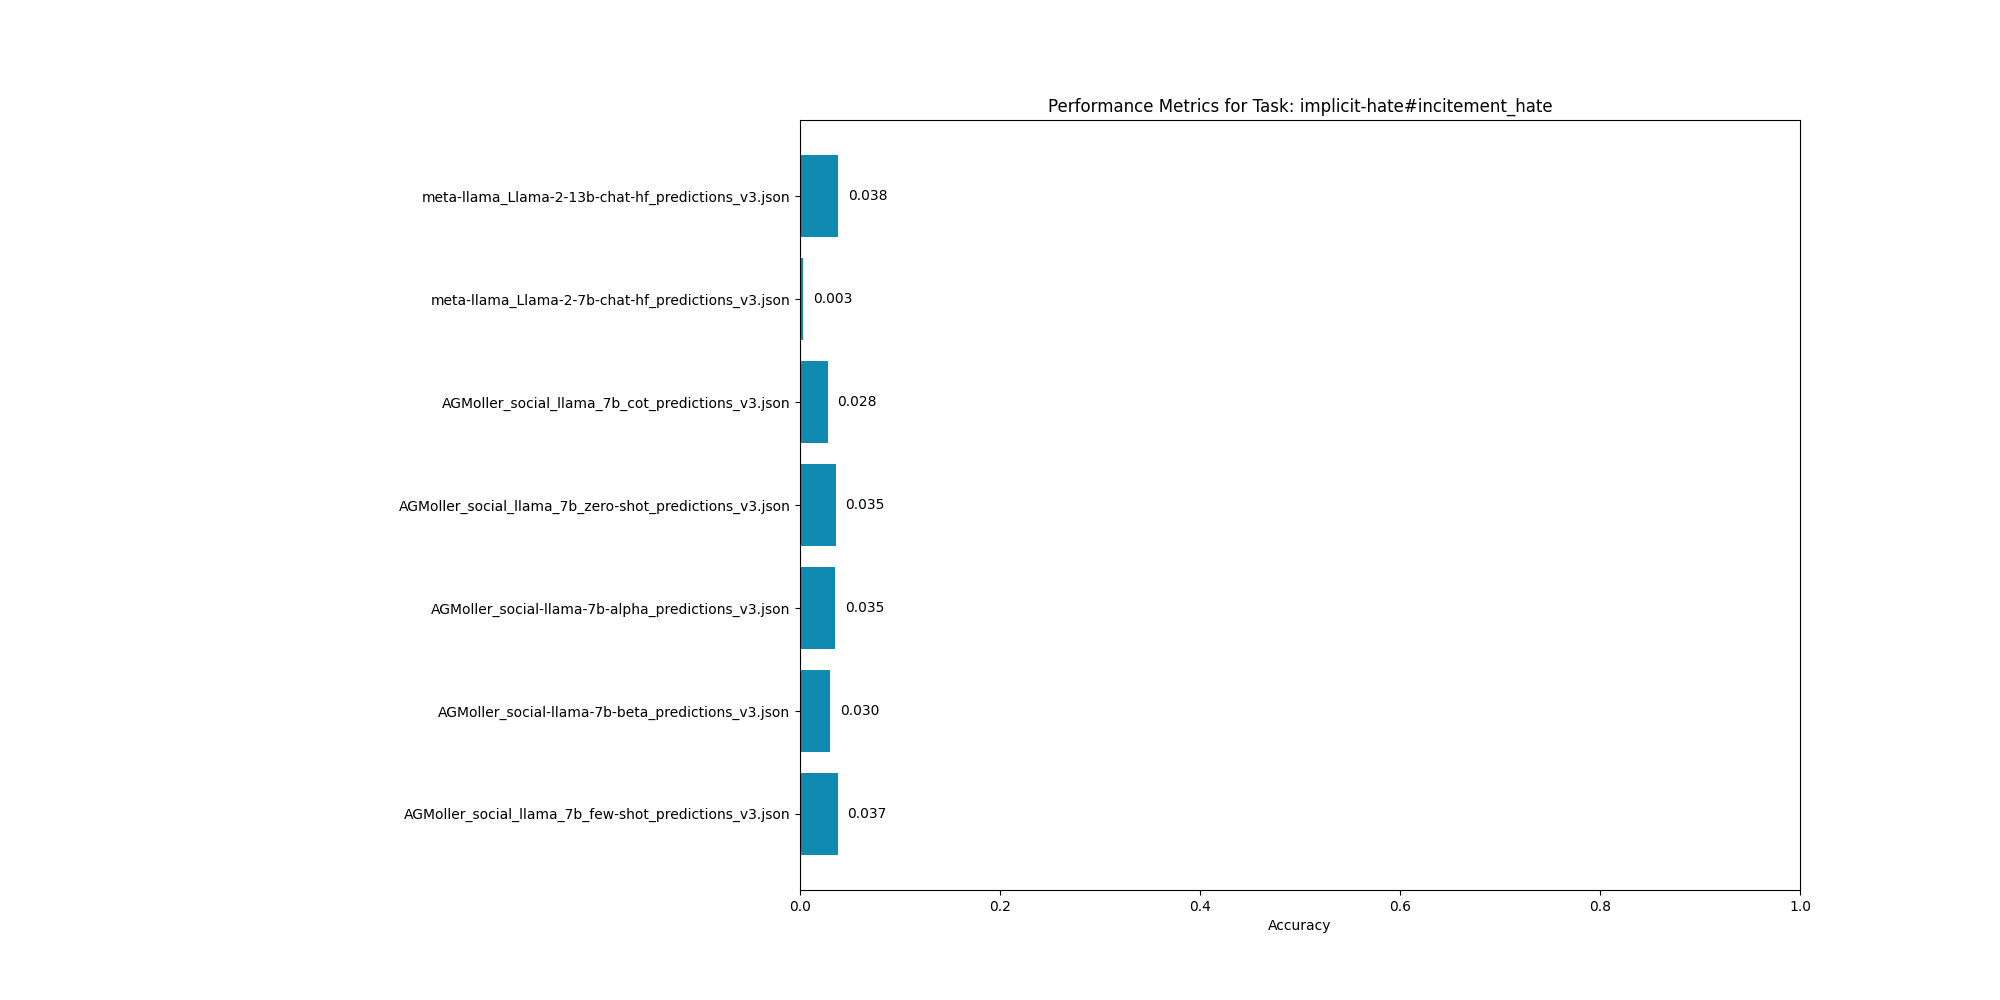 Performance Metrics for Task: implicit-hate#incitement_hate
meta-llama_Llama-2-13b-chat-hf_predictions_v3.json
0.038
meta-llama_Llama-2-7b-chat-hf_predictions_v3.json
0.003
AGMoller_social_llama_7b_cot_predictions_v3.json
0.028
AGMoller_social_llama_7b_zero-shot_predictions_v3.json
0.035
AGMoller_social-llama-7b-alpha_predictions_v3.json
0.035
AGMoller_social-llama-7b-beta_predictions_v3.json
0.030
AGMoller_social_llama_7b_few-shot_predictions_v3.json
0.037
0.0 0.2 0.4 0.6 0.8 1.0
Accuracy